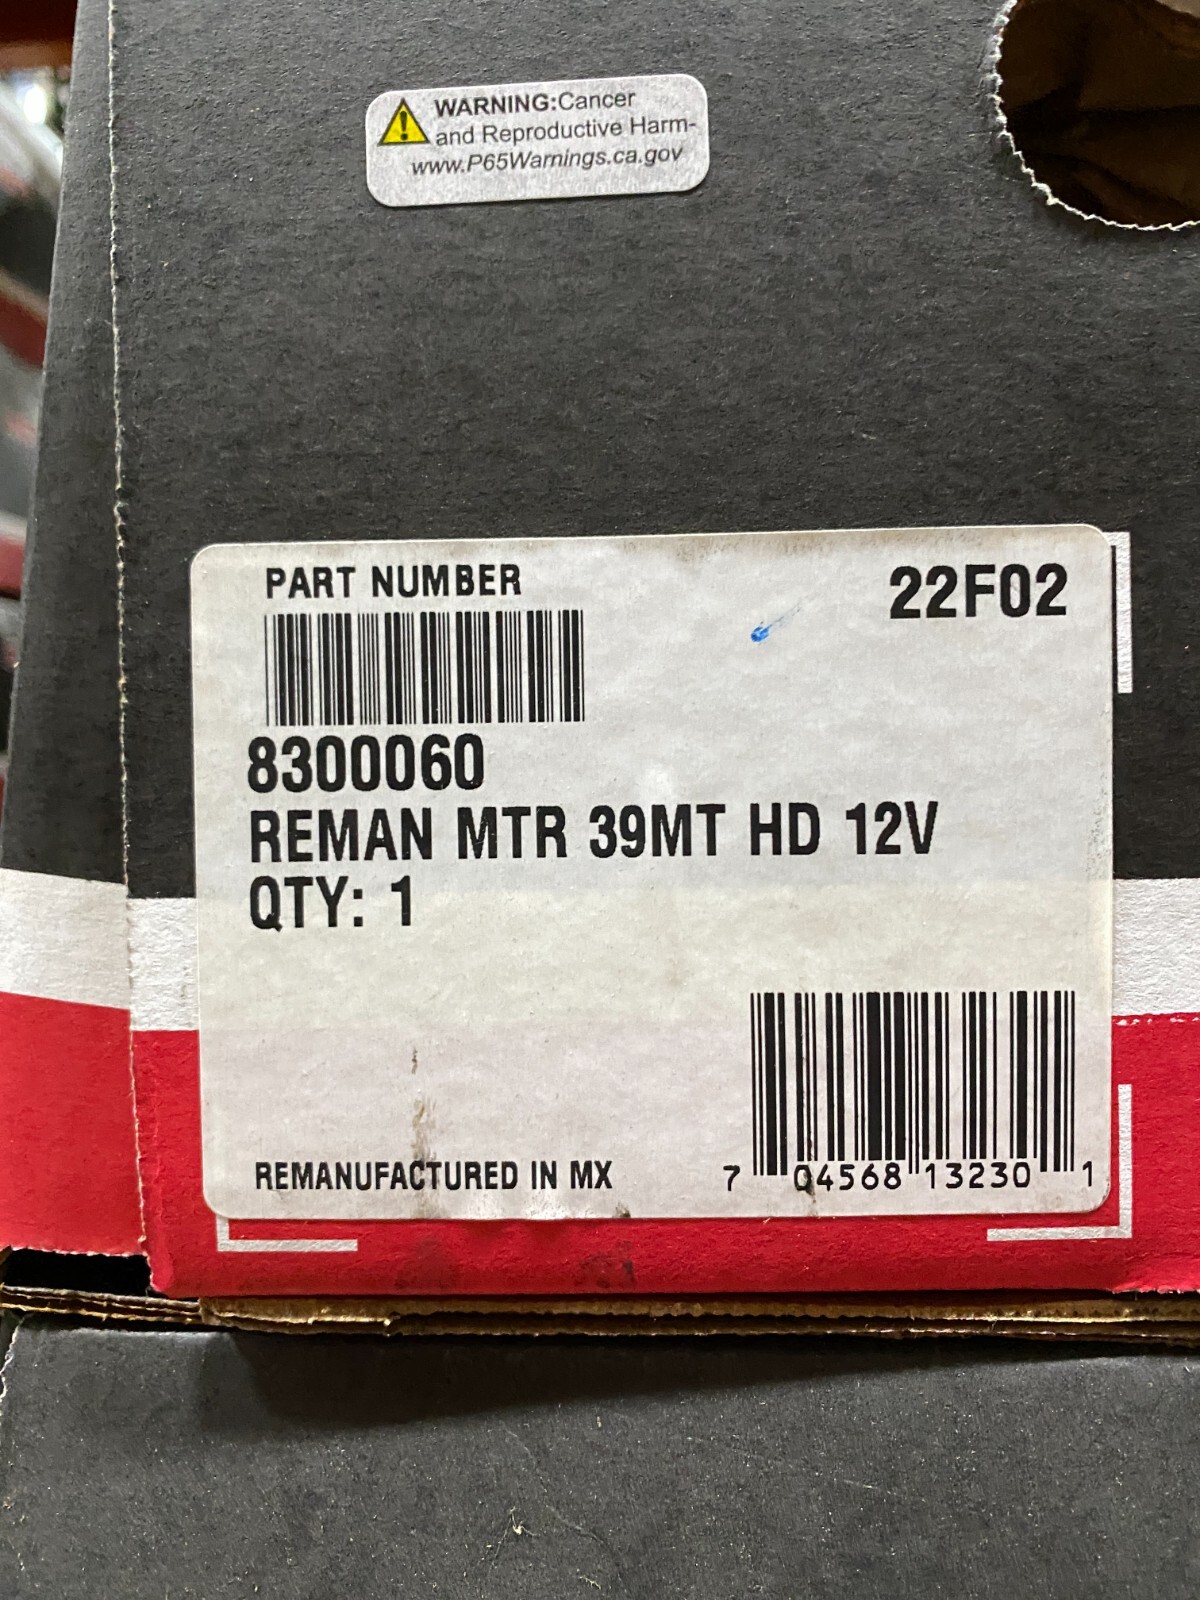 WARNING:Cancer
and Reproductive Harm-
www.P65Warnings.ca.gov
PART NUMBER
22F02
8300060
REMAN MTR 39MT HD 12V
QTY: 1
REMANUFACTURED IN MX
7 04568 13230 1